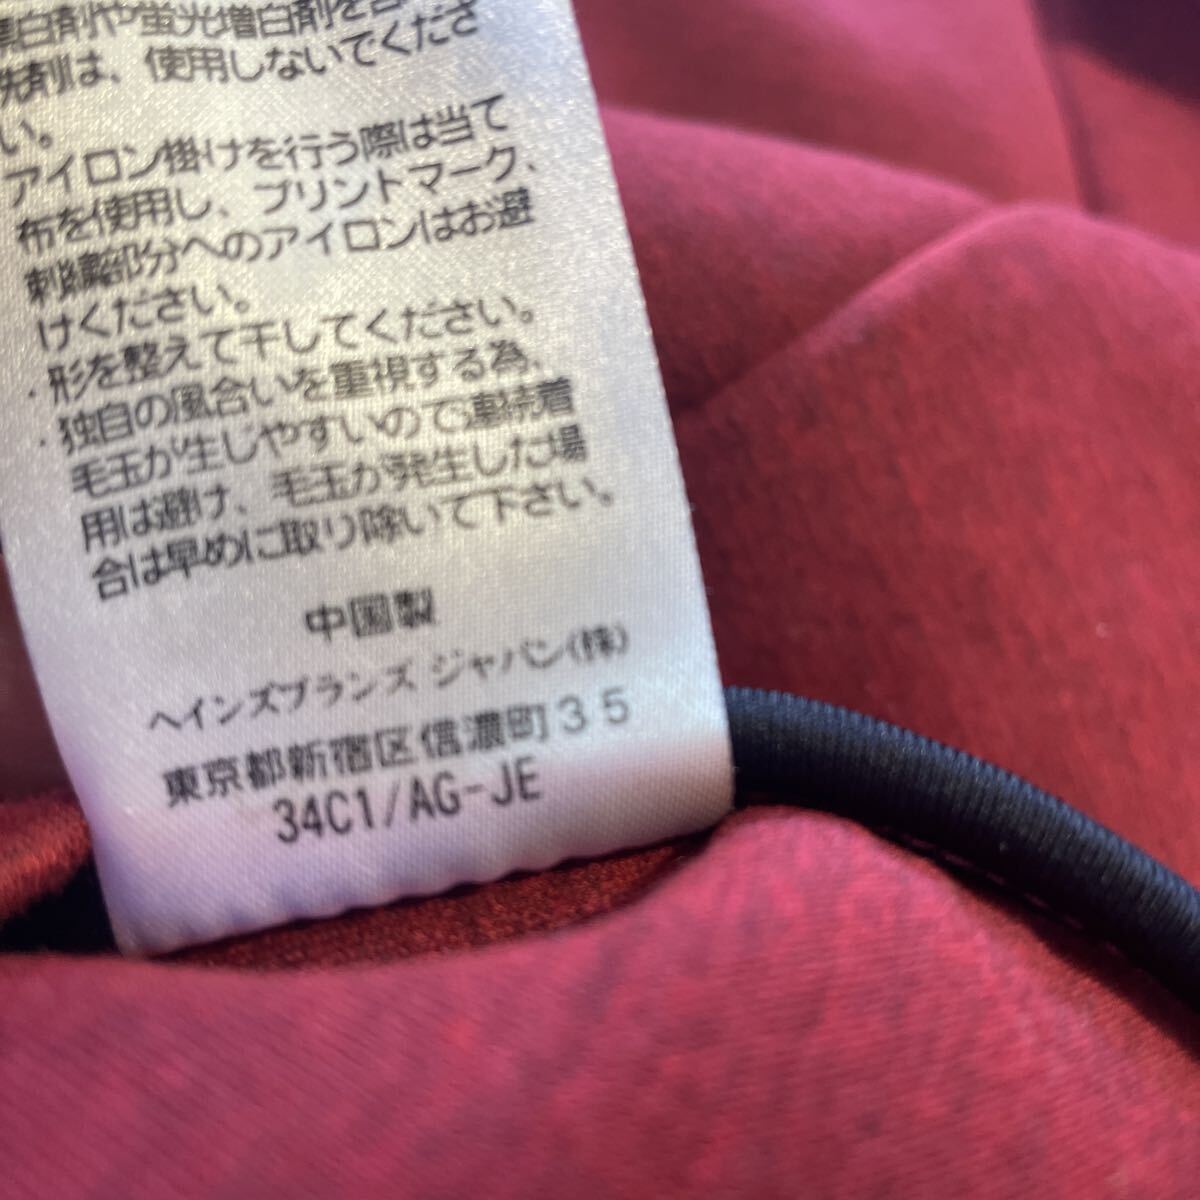 漂白剤や蛍光増白剤を含
洗剤は、使用しないでくださ
い。
アイロン掛けを行う際は当て
布を使用し、プリントマーク、
刺繍部分へのアイロンはお避
けください。
・形を整えて干してください。
・独自の風合いを重視する為、
毛玉が生じやすいので連続着
用は避け、毛玉が発生した場
合は早めに取り除いて下さい。
中国製
ヘインズブランズ ジャパン(株)
東京都新宿区信濃町35
34C1/AG-JE